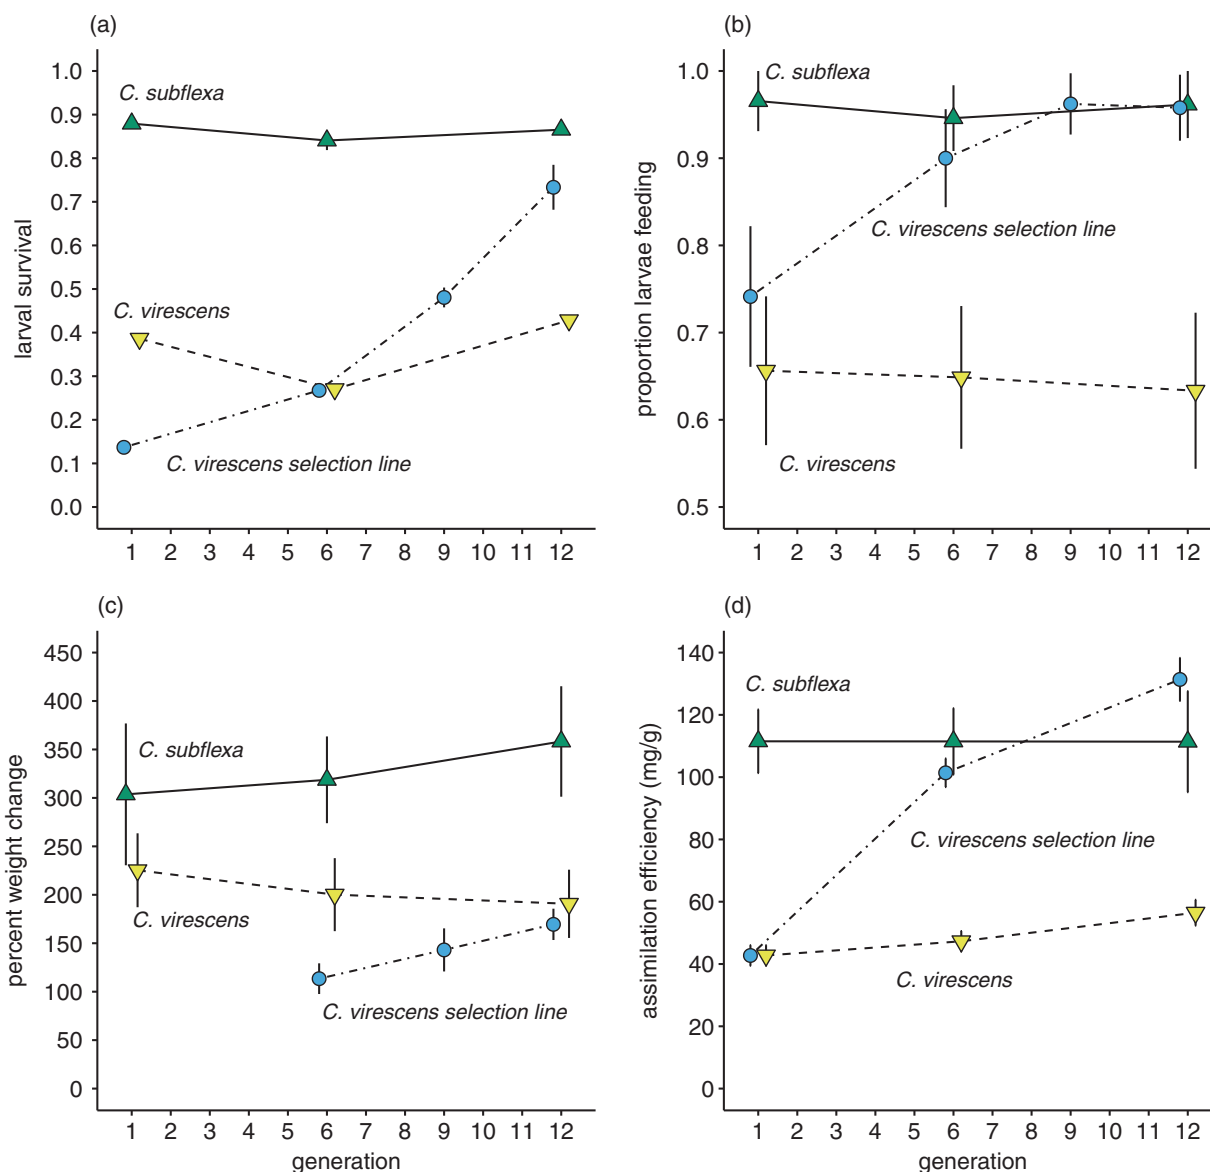 (a)
larval survival
1.0
0.9
0.8
0.7
0.6
0.5
0.4
0.3
0.2
0.1
0.0
C. subflexa
C. virescens
C. virescens selection line
1 2 3 4 5 6 7 8 9 10 11 12
(b)
proportion larvae feeding
1.0
0.9
0.8
0.7
0.6
0.5
C. subflexa
C. virescens selection line
C. virescens
1 2 3 4 5 6 7 8 9 10 11 12
(c)
percent weight change
450
400
350
300
250
200
150
100
50
0
C. subflexa
C. virescens
C. virescens selection line
1 2 3 4 5 6 7 8 9 10 11 12
generation
(d)
assimilation efficiency (mg/g)
140
120
100
80
60
40
20
0
C. subflexa
C. virescens selection line
C. virescens
1 2 3 4 5 6 7 8 9 10 11 12
generation